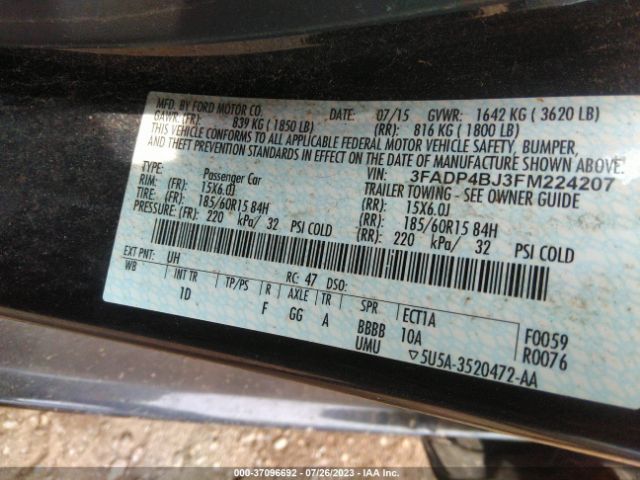 MFD. BY FORD MOTOR CO. DATE: 07/15 GVWR: 1642 KG ( 3620 LB)
GAWR: (FR): 839 KG ( 1850 LB) (RR): 816 KG ( 1800 LB)
THIS VEHICLE CONFORMS TO ALL APPLICABLE FEDERAL MOTOR VEHICLE SAFETY, BUMPER,
AND THEFT PREVENTION STANDARDS IN EFFECT ON THE DATE OF MANUFACTURE SHOWN ABOVE.
VIN: 3FADP4BJ3FM224207
TYPE: Passenger Car TRAILER TOWING - SEE OWNER GUIDE
RIM: (FR): 15X6.0J (RR): 15X6.0J
TIRE: (FR): 185/60R15 84H (RR): 185/60R15 84H
PRESSURE: (FR): 220 kPa/ 32 PSI COLD (RR): 220 kPa/ 32 PSI COLD
EXT PNT: UH RC: 47 DSO:
WB INT TR TP/PS R AXLE TR SPR ECT1A F0059
1D F GG A BBBB 10A R0076
UMU ▽5U5A-3520472-AA
000-37096692 / 07/26/2023 - IAA Inc.